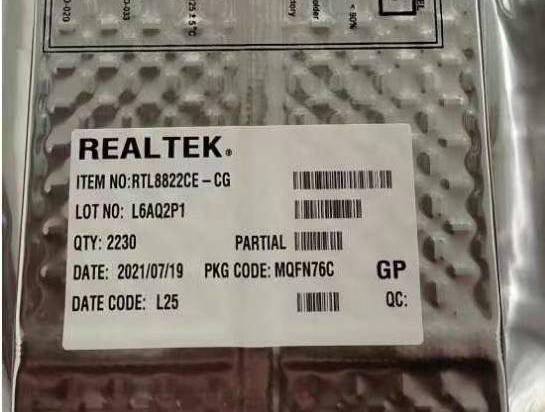 REALTEK.
ITEM NO:RTL8822CE-CG
LOT NO: L6AQ2P1
QTY: 2230 PARTIAL
DATE: 2021/07/19 PKG CODE: MQFN76C GP
DATE CODE: L25 QC: